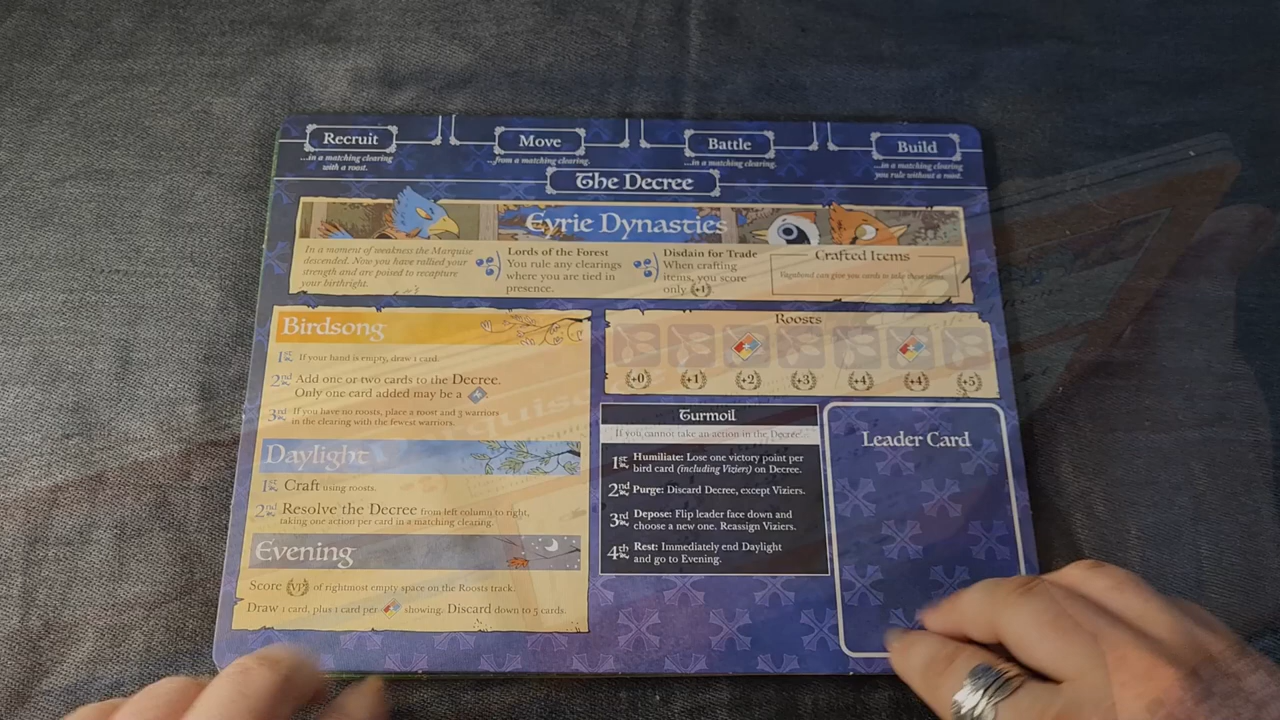 Recruit
...in a matching clearing
with a roost.
Move
...from a matching clearing.
Battle
...in a matching clearing.
Build
...in a matching clearing
you rule without a roost.
The Decree
Eyrie Dynasties
In a moment of weakness the Marquise
descended. Now you have rallied your
strength and are poised to recapture
your birthright.
Lords of the Forest
You rule any clearings
where you are tied in
presence.
Disdain for Trade
When crafting
items, you score
only +1
Crafted Items
Vagabond can give you cards to take these items.
Birdsong
1st If your hand is empty, draw 1 card.
2nd Add one or two cards to the Decree.
Only one card added may be a
3rd If you have no roosts, place a roost and 3 warriors
in the clearing with the fewest warriors.
Daylight
1st Craft using roosts.
2nd Resolve the Decree from left column to right,
taking one action per card in a matching clearing.
Evening
Score VP of rightmost empty space on the Roosts track.
Draw 1 card, plus 1 card per showing. Discard down to 5 cards.
Roosts
+0 +1 +2 +3 +4 +4 +5
Turmoil
If you cannot take an action in the Decree:
1st Humiliate: Lose one victory point per
bird card (including Viziers) on Decree.
2nd Purge: Discard Decree, except Viziers.
3rd Depose: Flip leader face down and
choose a new one. Reassign Viziers.
4th Rest: Immediately end Daylight
and go to Evening.
Leader Card